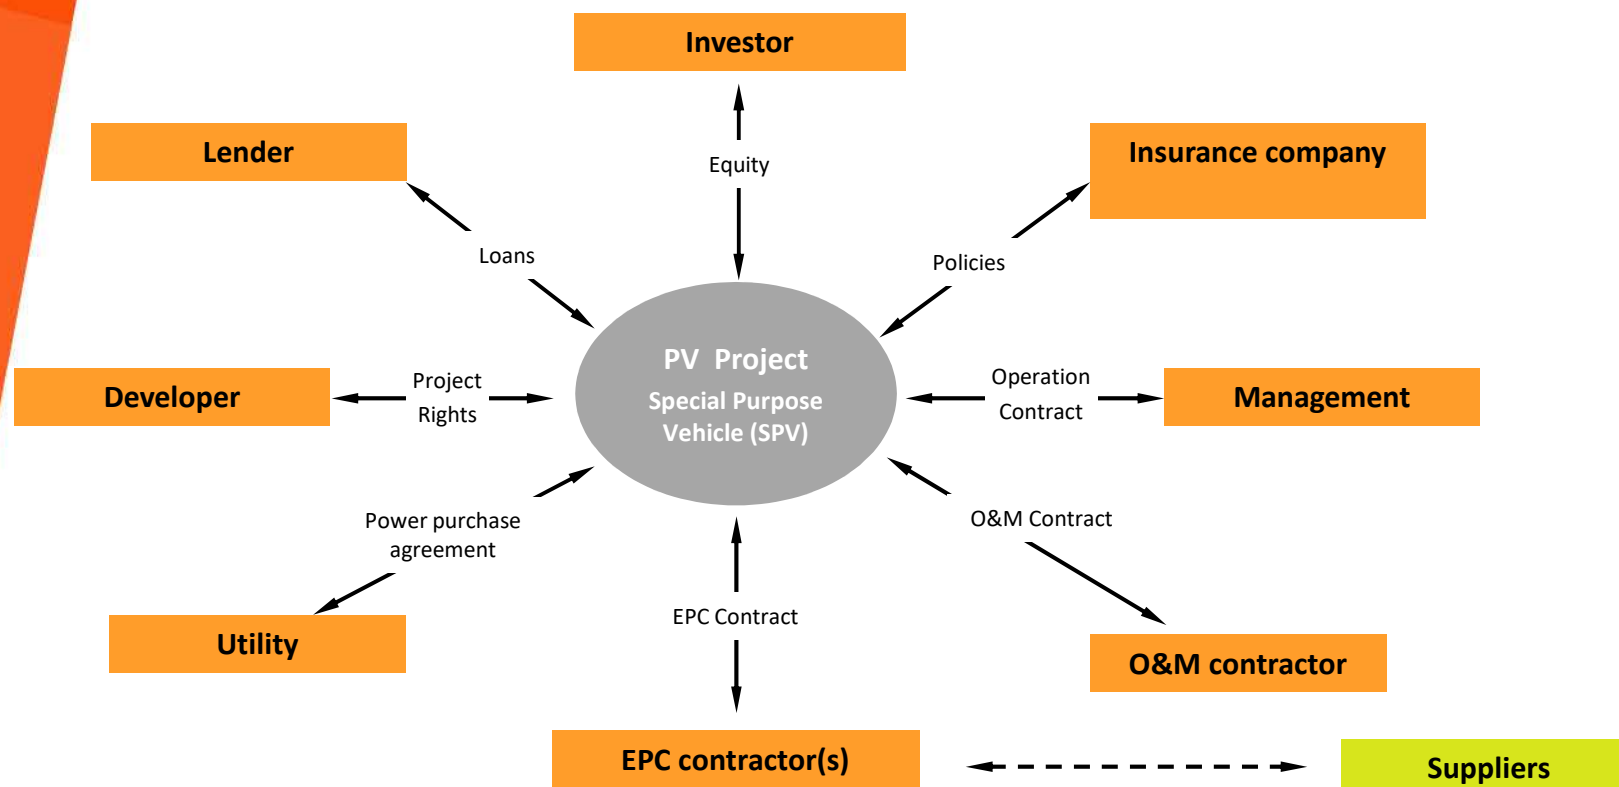 Investor
Lender
Insurance company
Equity
Loans
Policies
PV Project
Special Purpose
Vehicle (SPV)
Developer
Project
Rights
Operation
Contract
Management
Power purchase
agreement
O&M Contract
EPC Contract
Utility
O&M contractor
EPC contractor(s)
Suppliers